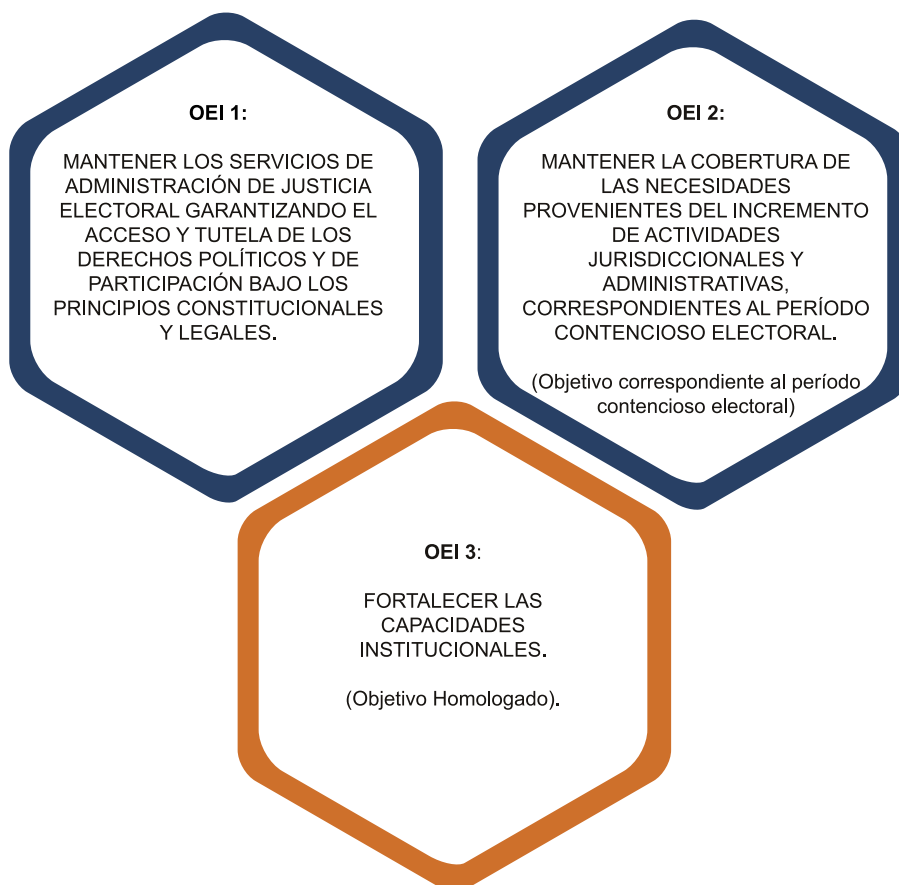 OEI 1:
MANTENER LOS SERVICIOS DE
ADMINISTRACIÓN DE JUSTICIA
ELECTORAL GARANTIZANDO EL
ACCESO Y TUTELA DE LOS
DERECHOS POLÍTICOS Y DE
PARTICIPACIÓN BAJO LOS
PRINCIPIOS CONSTITUCIONALES
Y LEGALES.
OEI 2:
MANTENER LA COBERTURA DE
LAS NECESIDADES
PROVENIENTES DEL INCREMENTO
DE ACTIVIDADES
JURISDICCIONALES Y
ADMINISTRATIVAS,
CORRESPONDIENTES AL PERÍODO
CONTENCIOSO ELECTORAL.
(Objetivo correspondiente al período
contencioso electoral)
OEI 3:
FORTALECER LAS
CAPACIDADES
INSTITUCIONALES.
(Objetivo Homologado).